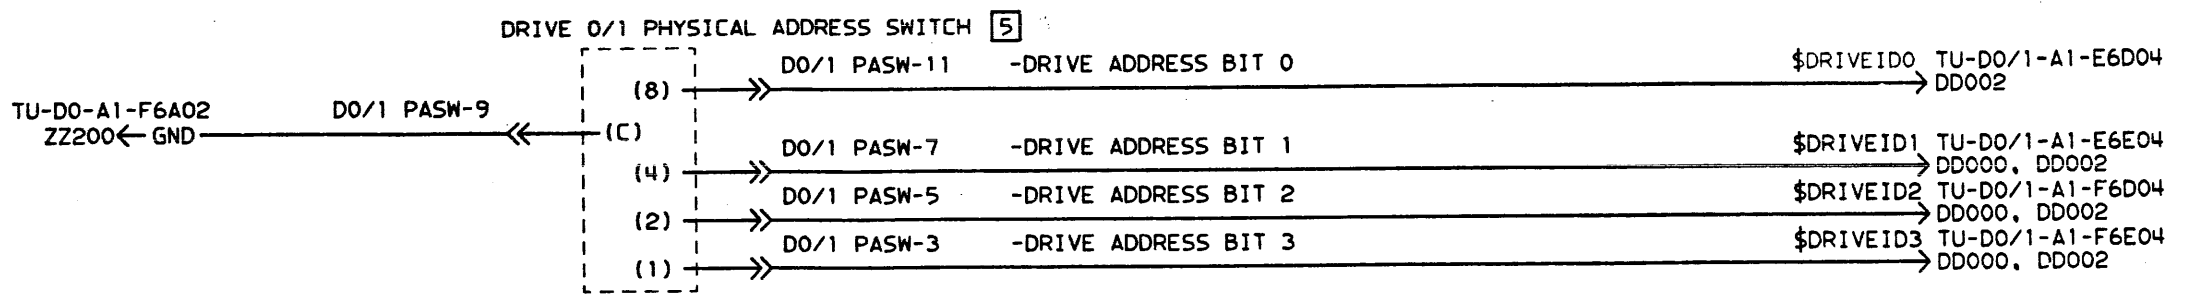 DRIVE 0/1 PHYSICAL ADDRESS SWITCH 5
D0/1 PASW-11 -DRIVE ADDRESS BIT 0 $DRIVEID0 TU-D0/1-A1-E6D04
(8) DD002
TU-D0-A1-F6A02 D0/1 PASW-9
ZZ200 GND (C)
D0/1 PASW-7 -DRIVE ADDRESS BIT 1 $DRIVEID1 TU-D0/1-A1-E6E04
(4) DD000, DD002
D0/1 PASW-5 -DRIVE ADDRESS BIT 2 $DRIVEID2 TU-D0/1-A1-F6D04
(2) DD000, DD002
D0/1 PASW-3 -DRIVE ADDRESS BIT 3 $DRIVEID3 TU-D0/1-A1-F6E04
(1) DD000, DD002